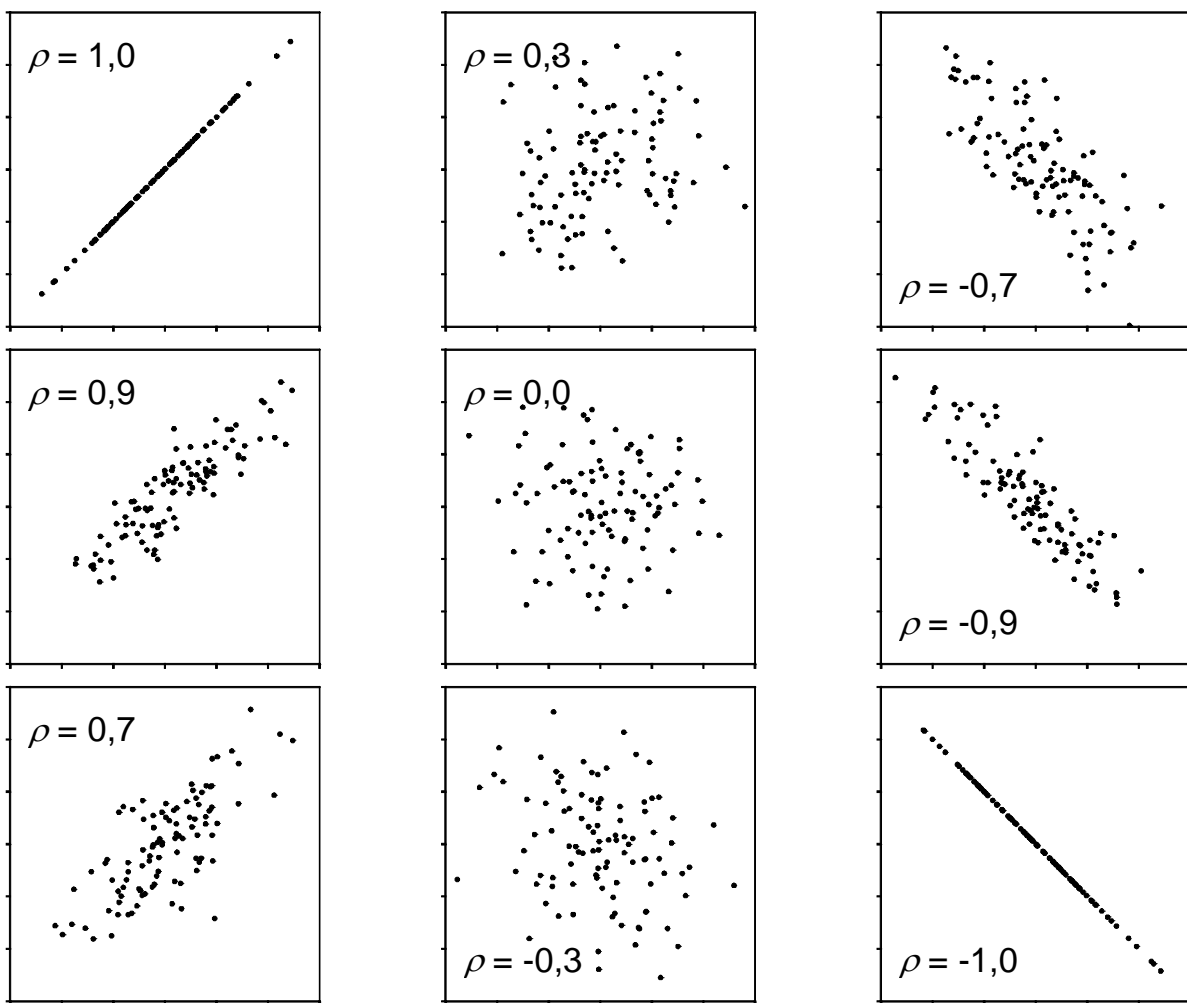 ρ = 1,0
ρ = 0,3
ρ = -0,7
ρ = 0,9
ρ = 0,0
ρ = -0,9
ρ = 0,7
ρ = -0,3
ρ = -1,0